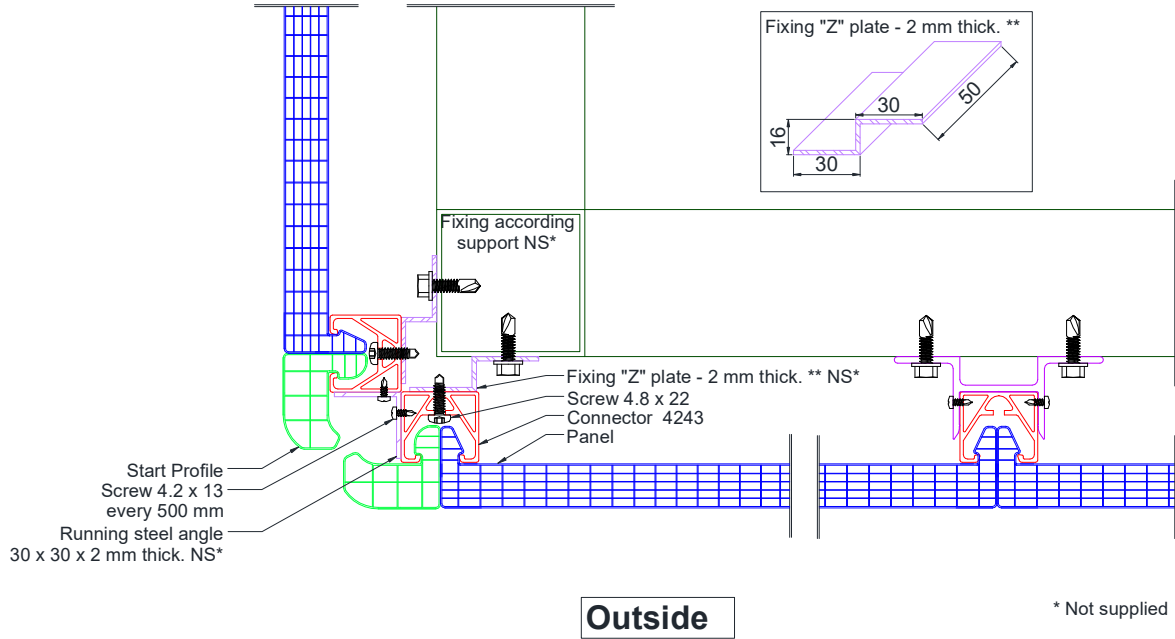 Fixing "Z" plate - 2 mm thick. **
30
50
16
30
Fixing according
support NS*
Fixing "Z" plate - 2 mm thick. ** NS*
Screw 4.8 x 22
Connector 4243
Panel
Start Profile
Screw 4.2 x 13
every 500 mm
Running steel angle
30 x 30 x 2 mm thick. NS*
Outside
* Not supplied